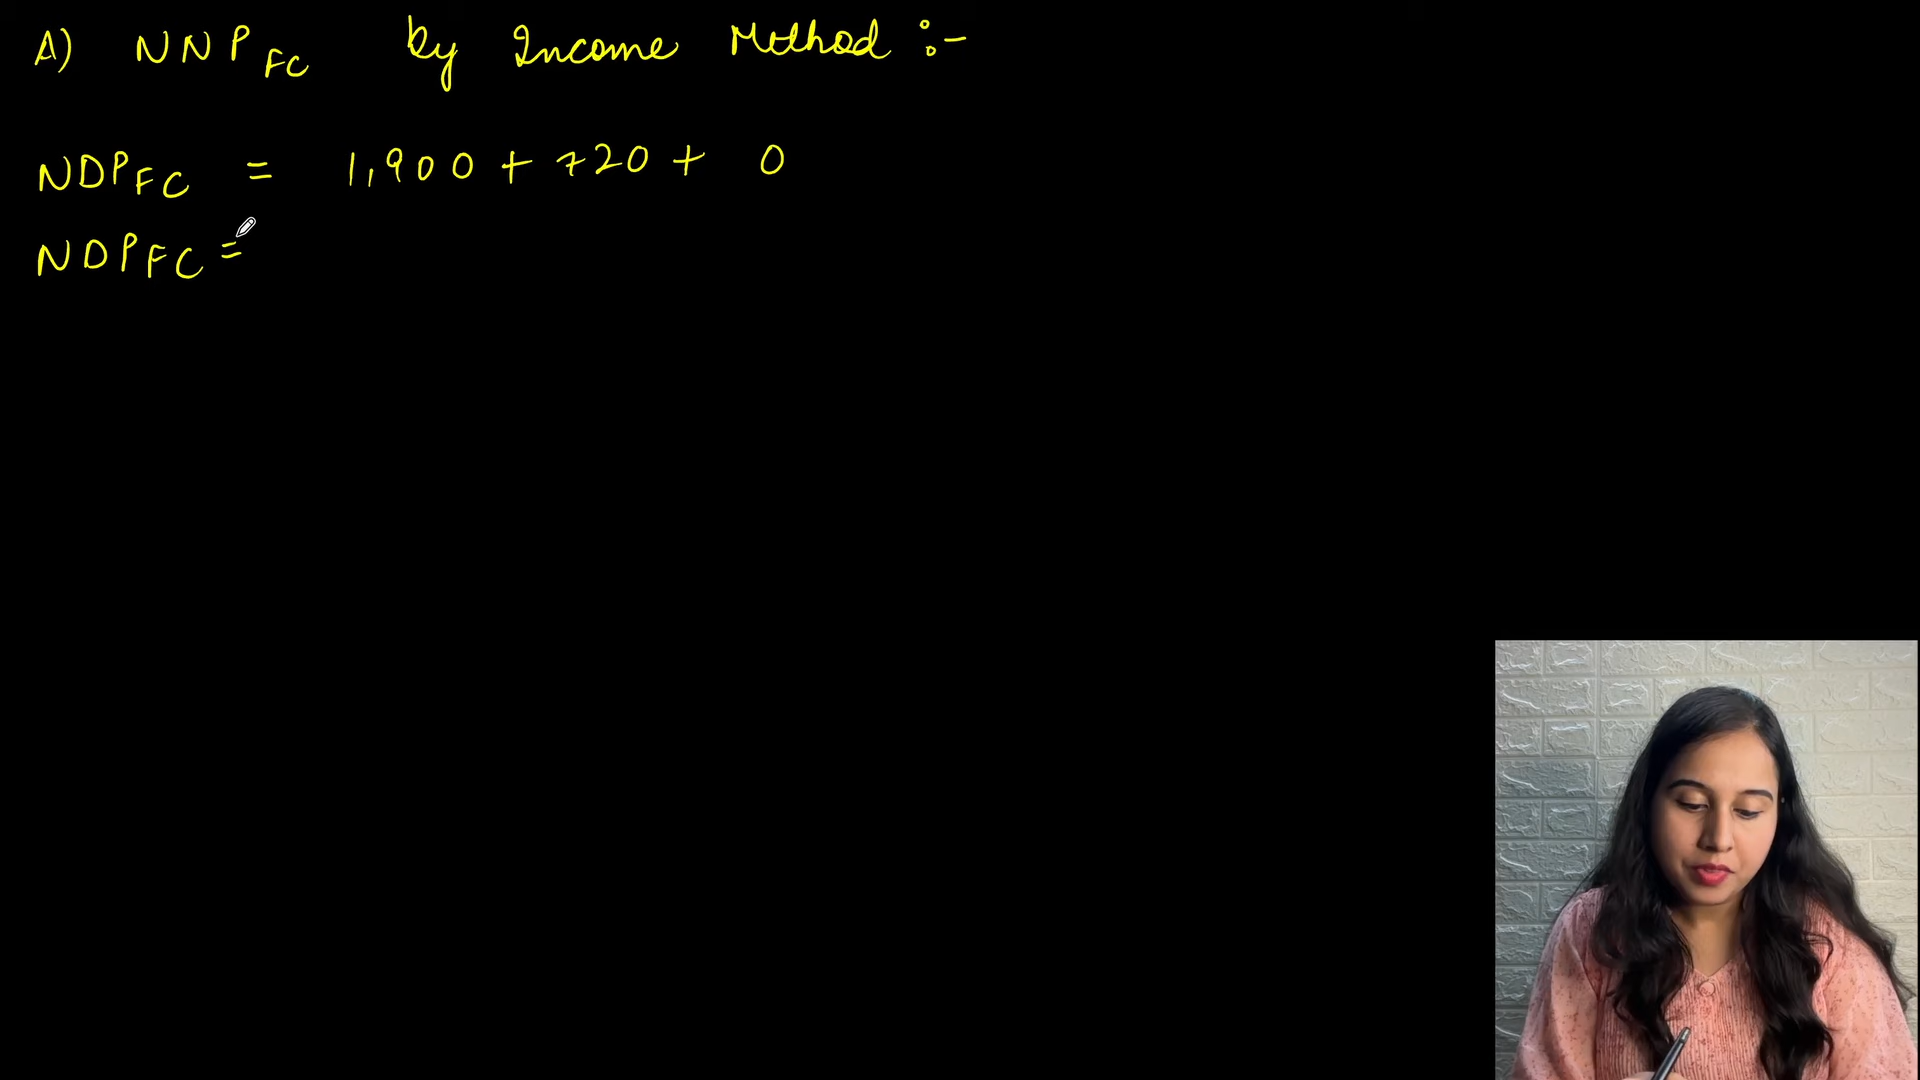 A) NNP FC by Income Method :-
NDP FC = 1,900 + 720 + 0
NDP FC =